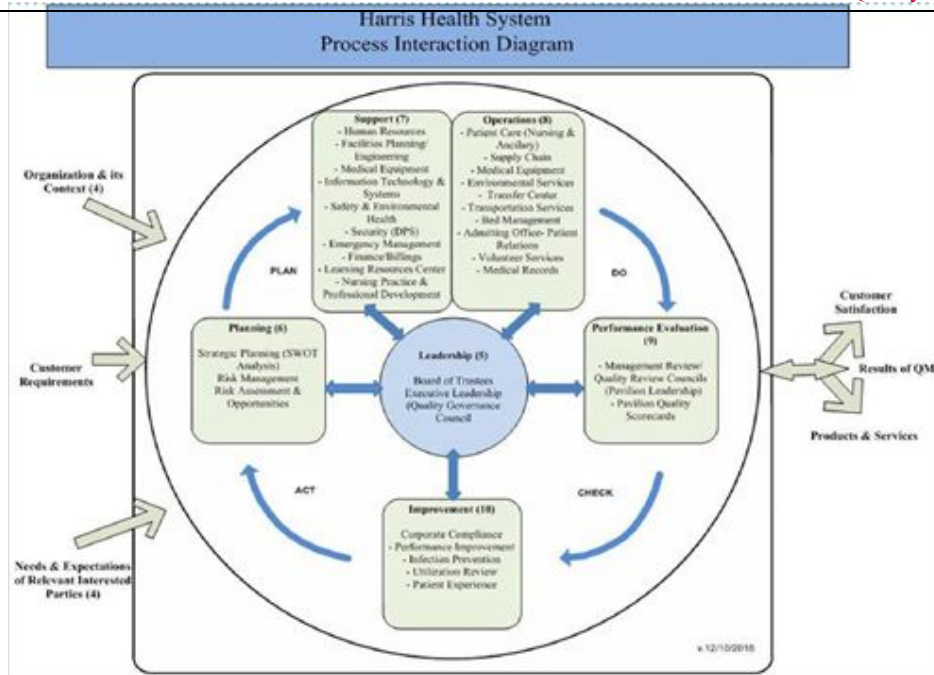 Harris Health System
Process Interaction Diagram
Organization & its
Context (4)
Customer
Requirements
Needs & Expectations
of Relevant Interested
Parties (4)
Support (7)
- Human Resources
- Facilities Planning/
Engineering
- Medical Equipment
- Information Technology &
Systems
- Safety & Environmental
Health
- Security (DPS)
- Emergency Management
- Finance/Billings
- Learning Resources Center
- Nursing Practice &
Professional Development
Operations (8)
- Patient Care (Nursing &
Ancilary)
- Supply Chain
- Medical Equipment
- Environmental Services
- Transfer Center
- Transportation Services
- Bed Management
- Admitting Office- Patient
Relations
- Volunteer Services
- Medical Records
PLAN
DO
Planning (6)
Strategic Planning (SWOT
Analysis)
Risk Management
Risk Assessment &
Opportunities
Leadership (5)
Board of Trustees
Executive Leadership
(Quality Governance
Council
Performance Evaluation
(9)
- Management Review/
Quality Review Councils
(Pavilion Leadership)
- Pavilion Quality
Scorecards
ACT
CHECK
Improvement (10)
Corporate Compliance
- Performance Improvement
- Infection Prevention
- Utilization Review
- Patient Experience
Customer
Satisfaction
Results of QM
Products & Services
v.12/10/2018